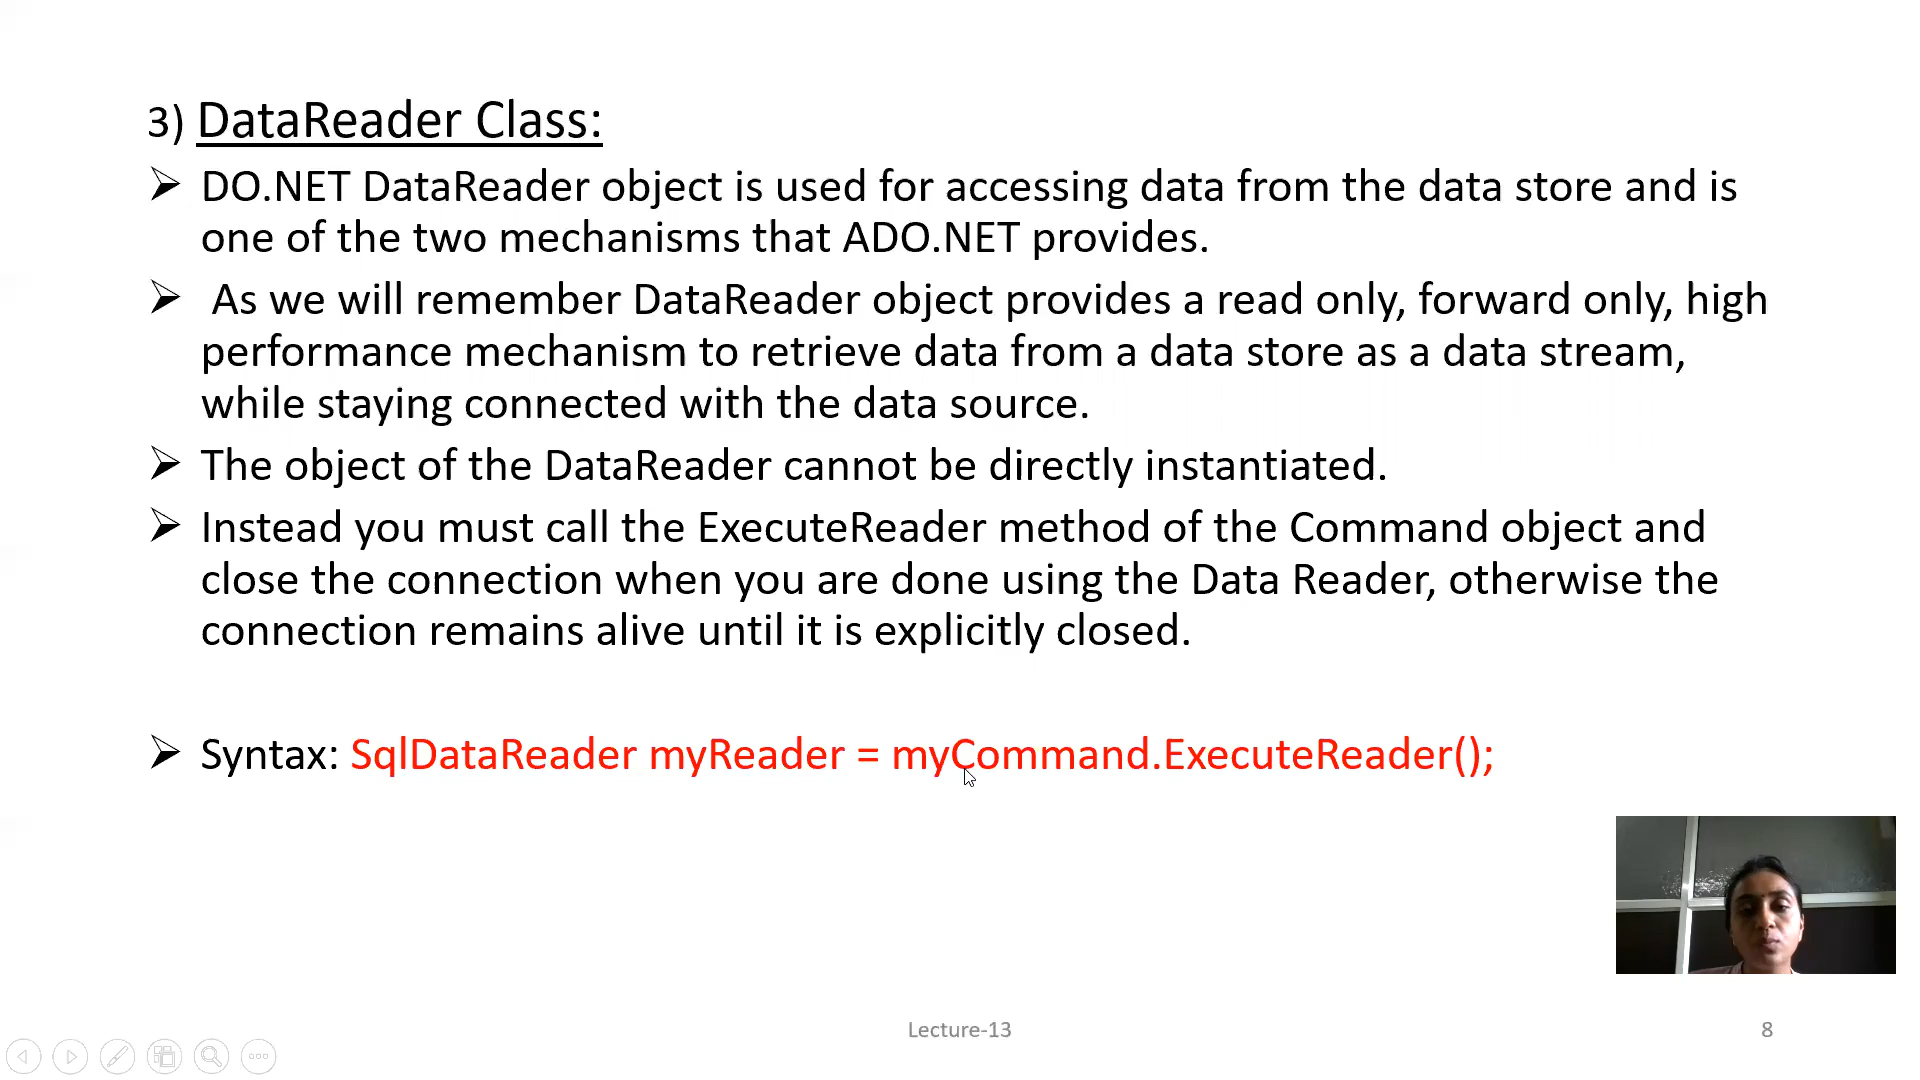 3) DataReader Class:
➢ DO.NET DataReader object is used for accessing data from the data store and is
one of the two mechanisms that ADO.NET provides.
➢ As we will remember DataReader object provides a read only, forward only, high
performance mechanism to retrieve data from a data store as a data stream,
while staying connected with the data source.
➢ The object of the DataReader cannot be directly instantiated.
➢ Instead you must call the ExecuteReader method of the Command object and
close the connection when you are done using the Data Reader, otherwise the
connection remains alive until it is explicitly closed.
➢ Syntax: SqlDataReader myReader = myCommand.ExecuteReader();
Lecture-13
8